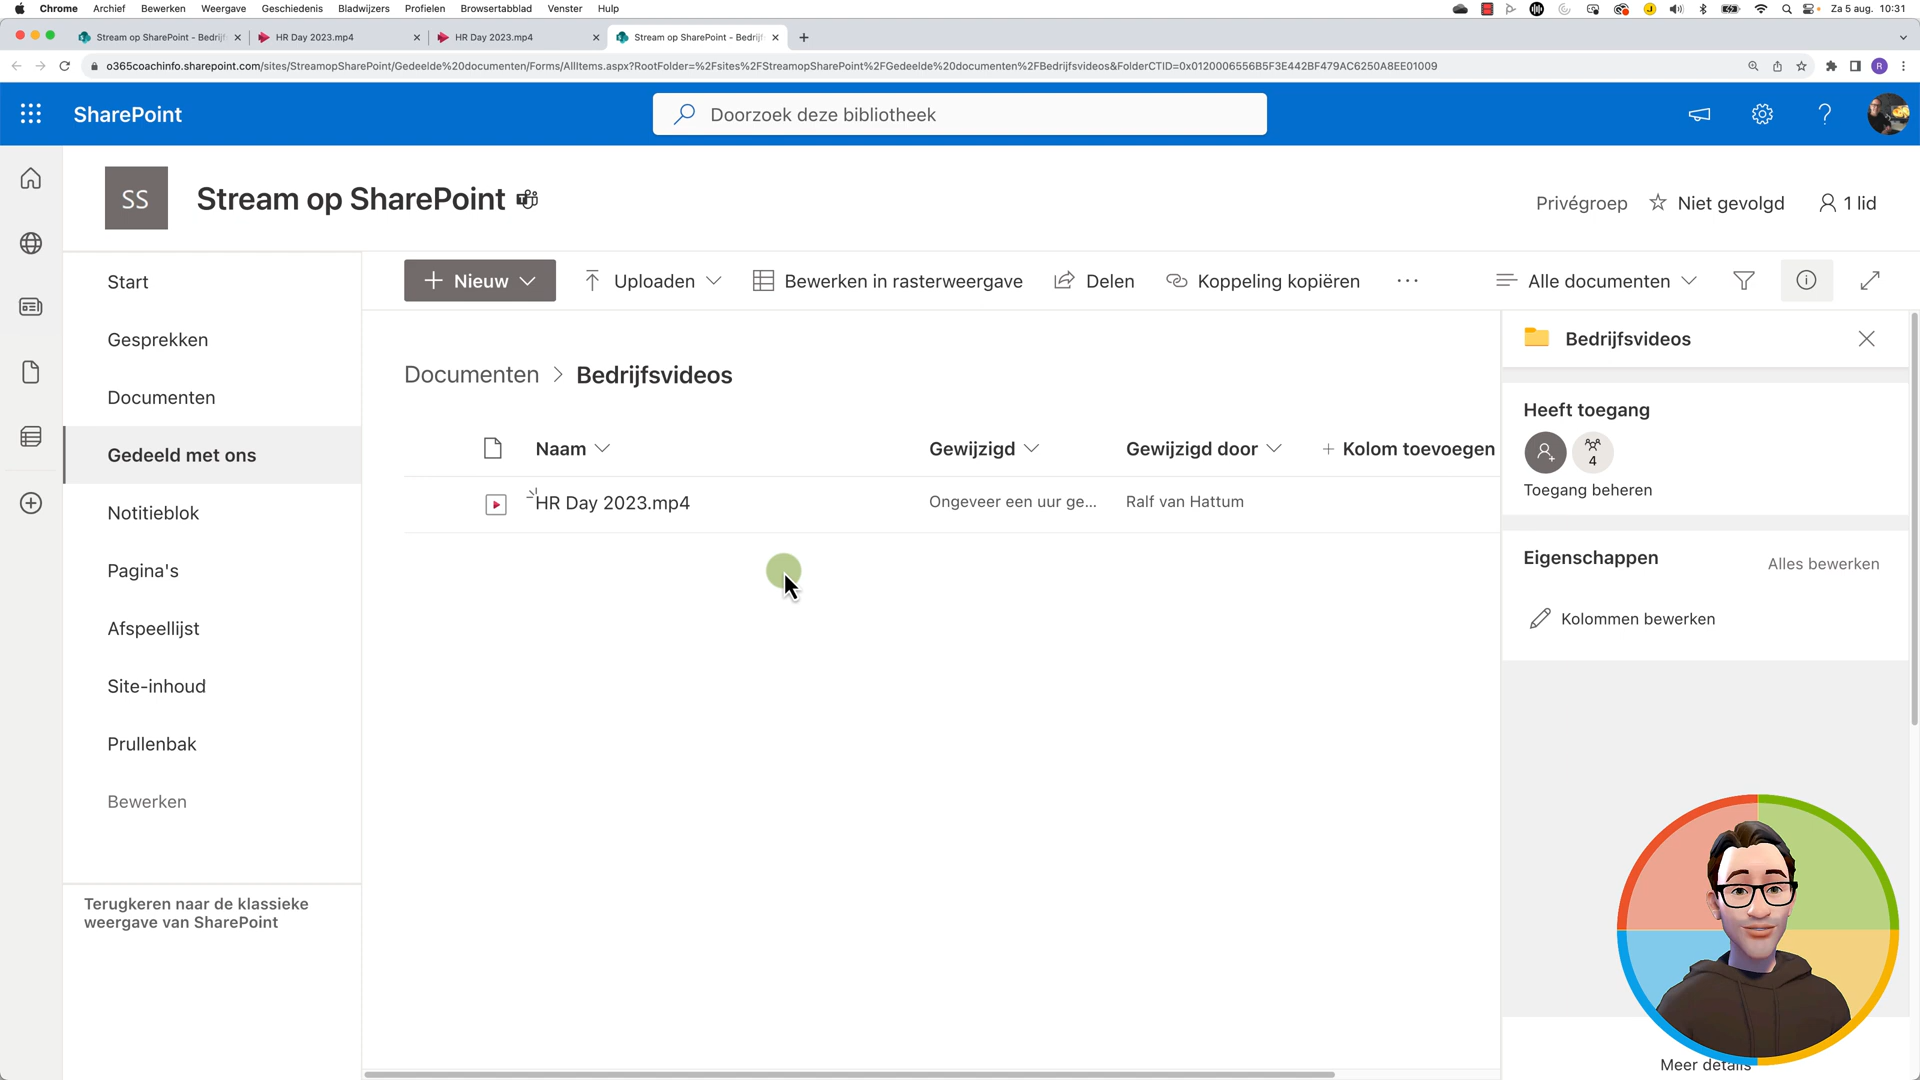 Chrome Archief Bewerken Weergave Geschiedenis Bladwijzers Profielen Browsertabblad Venster Help
Za 5 aug. 10:31
Stream op SharePoint - Bedrijf
HR Day 2023.mp4
HR Day 2023.mp4
Stream op SharePoint - Bedrijf
o365coachinfo.sharepoint.com/sites/StreamopSharePoint/Gedeelde%20documenten/Forms/AllItems.aspx?RootFolder=%2Fsites%2FStreamopSharePoint%2FGedeelde%20documenten%2FBedrijfsvideos&FolderCTID=0x0120006556B5F3E442BF479AC6250A8EE01009
R
SharePoint
Doorzoek deze bibliotheek
SS
Stream op SharePoint
Privégroep
Niet gevolgd
1 lid
Start
Gesprekken
Documenten
Gedeeld met ons
Notitieblok
Pagina's
Afspeellijst
Site-inhoud
Prullenbak
Bewerken
Terugkeren naar de klassieke
weergave van SharePoint
Nieuw
Uploaden
Bewerken in rasterweergave
Delen
Koppeling kopiëren
Alle documenten
Documenten > Bedrijfsvideos
Naam
Gewijzigd
Gewijzigd door
Kolom toevoegen
HR Day 2023.mp4
Ongeveer een uur ge...
Ralf van Hattum
Bedrijfsvideos
Heeft toegang
4
Toegang beheren
Eigenschappen
Alles bewerken
Kolommen bewerken
Meer details